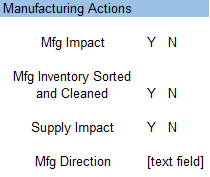 Manufacturing Actions
Mfg Impact Y N
Mfg Inventory Sorted
and Cleaned Y N
Supply Impact Y N
Mfg Direction [text field]